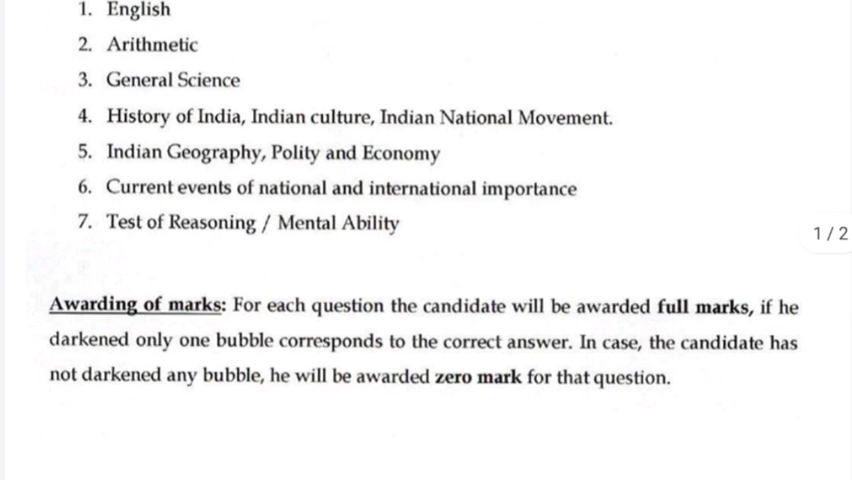 1. English
2. Arithmetic
3. General Science
4. History of India, Indian culture, Indian National Movement.
5. Indian Geography, Polity and Economy
6. Current events of national and international importance
7. Test of Reasoning / Mental Ability
1 / 2
Awarding of marks: For each question the candidate will be awarded full marks, if he
darkened only one bubble corresponds to the correct answer. In case, the candidate has
not darkened any bubble, he will be awarded zero mark for that question.